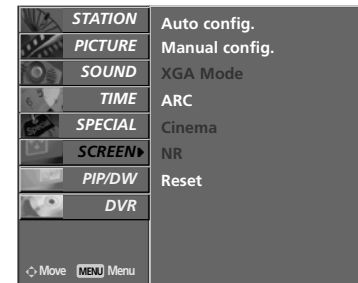 STATION
PICTURE
SOUND
TIME
SPECIAL
SCREEN
PIP/DW
DVR
Move MENU Menu
Auto config.
Manual config.
XGA Mode
ARC
Cinema
NR
Reset